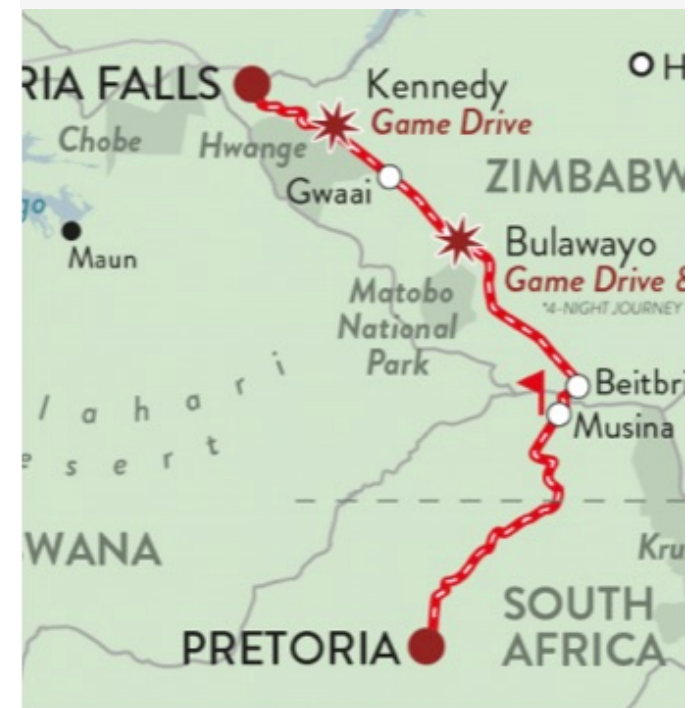 RIA FALLS
Kennedy
Game Drive
H
Chobe
Hwange
Gwaai
ZIMBABW
go
Maun
Bulawayo
Game Drive &
*4-NIGHT JOURNEY
Matobo
National
Park
Beitbri
Musina
l a h a r i
e s e r t
WANA
Kru
PRETORIA
SOUTH
AFRICA